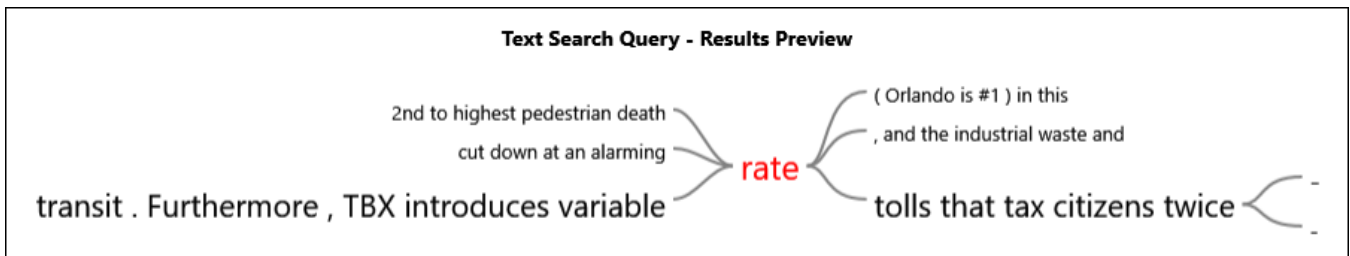 Text Search Query - Results Preview
2nd to highest pedestrian death
cut down at an alarming
transit . Furthermore , TBX introduces variable
rate
( Orlando is #1 ) in this
, and the industrial waste and
tolls that tax citizens twice
-
-